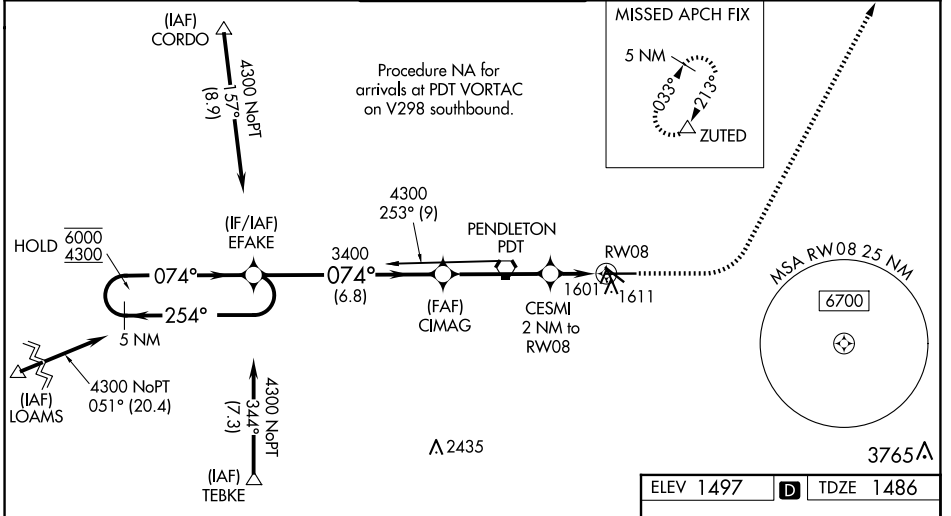 (IAF)
CORDO
4300 NoPT
157°
(8.9)
Procedure NA for
arrivals at PDT VORTAC
on V298 southbound.
MISSED APCH FIX
5 NM
033°
213°
ZUTED
HOLD
6000
4300
074°
254°
5 NM
(IF/IAF)
EFAKE
3400
074°
(6.8)
4300
253° (9)
(FAF)
CIMAG
PENDLETON
PDT
CESMI
2 NM to
RW08
RW08
1601
1611
MSA RW08 25 NM
6700
(IAF)
LOAMS
4300 NoPT
051° (20.4)
4300 NoPT
344°
(7.3)
(IAF)
TEBKE
2435
3765
ELEV 1497 D TDZE 1486